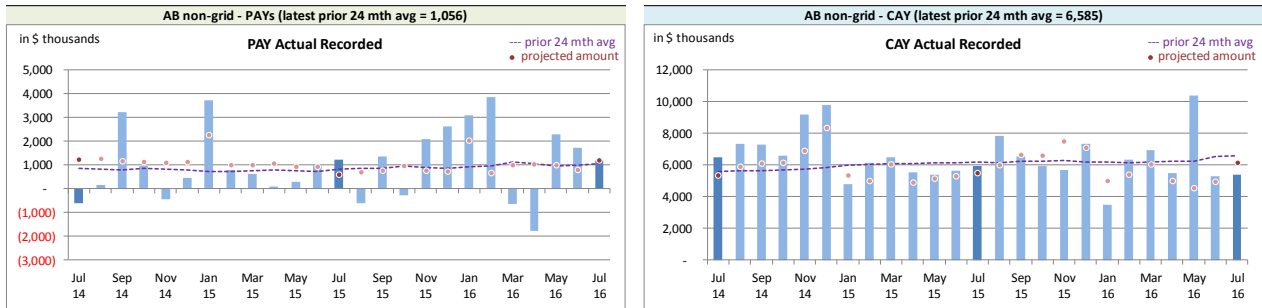 AB non-grid - PAYs (latest prior 24 mth avg = 1,056)
in $ thousands
PAY Actual Recorded
--- prior 24 mth avg
• projected amount
5,000
4,000
3,000
2,000
1,000
-
(1,000)
(2,000)
(3,000)
Jul Sep Nov Jan Mar May Jul Sep Nov Jan Mar May Jul
14 14 14 15 15 15 15 15 15 16 16 16 16
AB non-grid - CAY (latest prior 24 mth avg = 6,585)
in $ thousands
CAY Actual Recorded
--- prior 24 mth avg
• projected amount
12,000
10,000
8,000
6,000
4,000
2,000
-
Jul Sep Nov Jan Mar May Jul Sep Nov Jan Mar May Jul
14 14 14 15 15 15 15 15 15 16 16 16 16